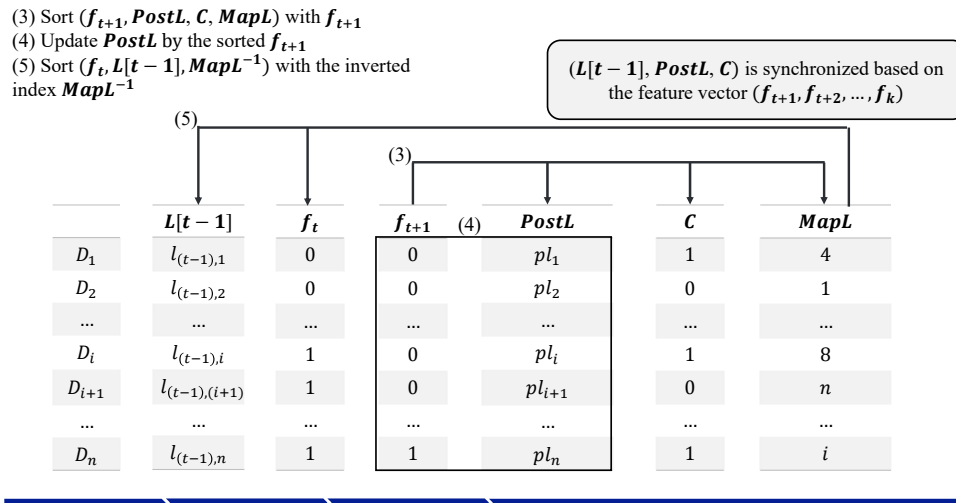 (3) Sort (f_{t+1}, PostL, C, MapL) with f_{t+1}
(4) Update PostL by the sorted f_{t+1}
(5) Sort (f_t, L[t − 1], MapL^{−1}) with the inverted
index MapL^{−1}
(L[t − 1], PostL, C) is synchronized based on
the feature vector (f_{t+1}, f_{t+2}, … , f_k)
(5)
(3)
L[t − 1] f_t f_{t+1} (4) PostL C MapL
D_1 l_{(t−1),1} 0 0 pl_1 1 4
D_2 l_{(t−1),2} 0 0 pl_2 0 1
... ... ... ... ... ... ...
D_i l_{(t−1),i} 1 0 pl_i 1 8
D_{i+1} l_{(t−1),(i+1)} 1 0 pl_{i+1} 0 n
... ... ... ... ... ... ...
D_n l_{(t−1),n} 1 1 pl_n 1 i